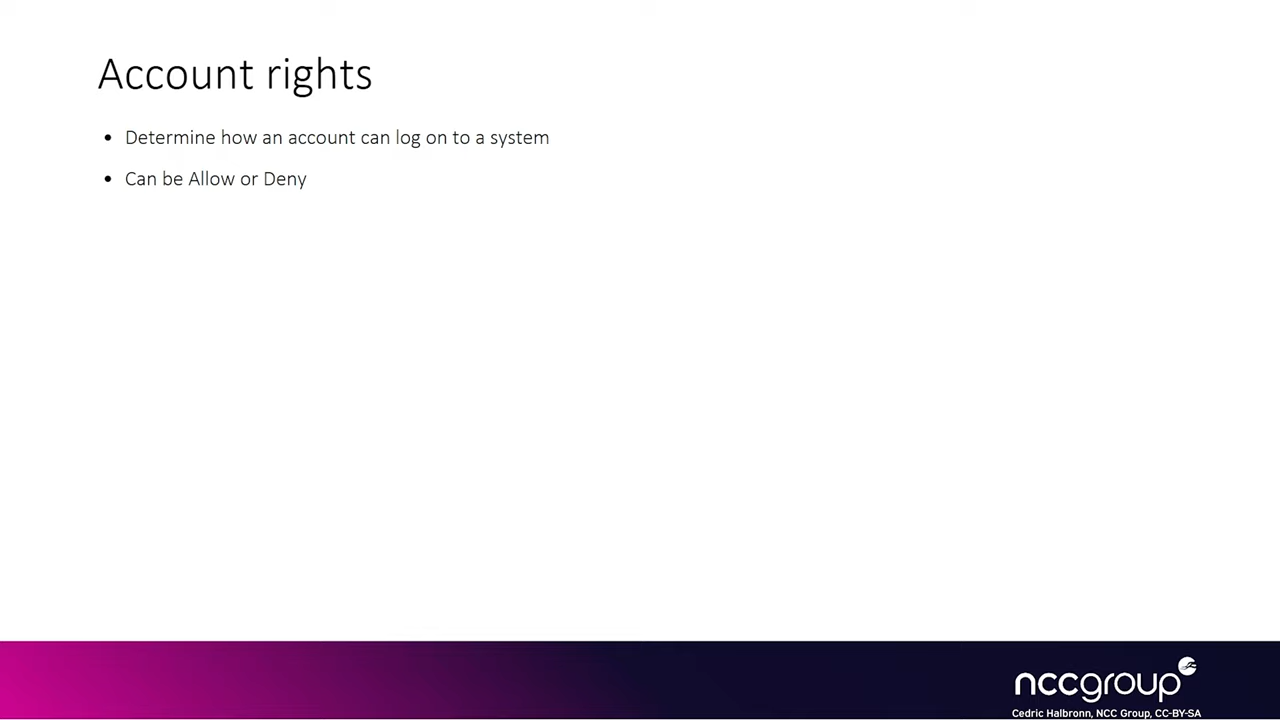 Account rights
• Determine how an account can log on to a system
• Can be Allow or Deny
nccgroup
Cedric Halbronn, NCC Group, CC-BY-SA